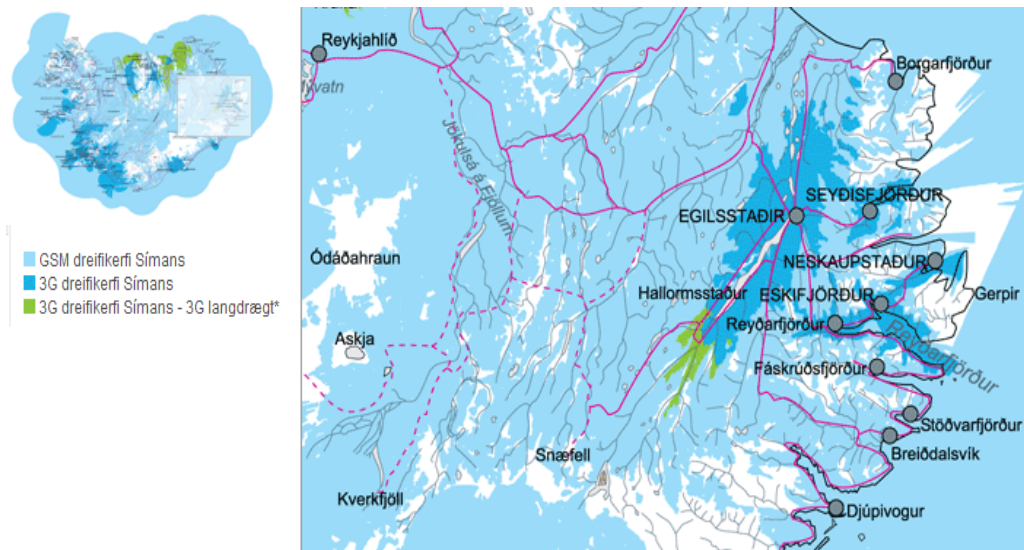 GSM dreifikerfi Símans
3G dreifikerfi Símans
3G dreifikerfi Símans - 3G langdrægt*
Reykjahlíð
Borgarfjörður
Jökulsá á Fjöllum
SEYÐISFJÖRÐUR
EGILSSTAÐIR
Ódáðahraun
NESKAUPSTAÐUR
Hallormsstaður
ESKIFJÖRÐUR
Gerpir
Reyðarfjörður
Reyðarfjörður
Askja
Fáskrúðsfjörður
Stöðvarfjörður
Breiðdalsvík
Snæfell
Kverkfjöll
Djúpivogur